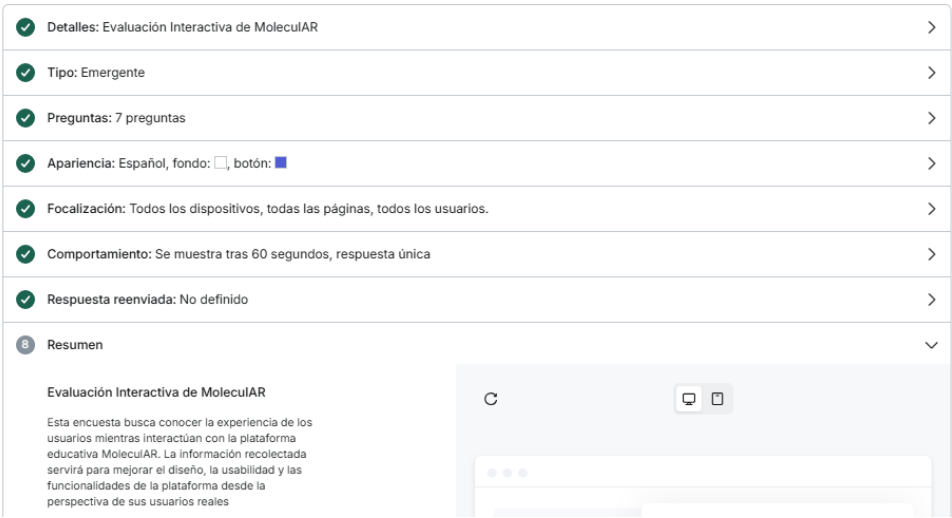 Detalles: Evaluación Interactiva de MoleculAR
Tipo: Emergente
Preguntas: 7 preguntas
Apariencia: Español, fondo: , botón:
Focalización: Todos los dispositivos, todas las páginas, todos los usuarios.
Comportamiento: Se muestra tras 60 segundos, respuesta única
Respuesta reenviada: No definido
8 Resumen
Evaluación Interactiva de MoleculAR
Esta encuesta busca conocer la experiencia de los
usuarios mientras interactúan con la plataforma
educativa MoleculAR. La información recolectada
servirá para mejorar el diseño, la usabilidad y las
funcionalidades de la plataforma desde la
perspectiva de sus usuarios reales